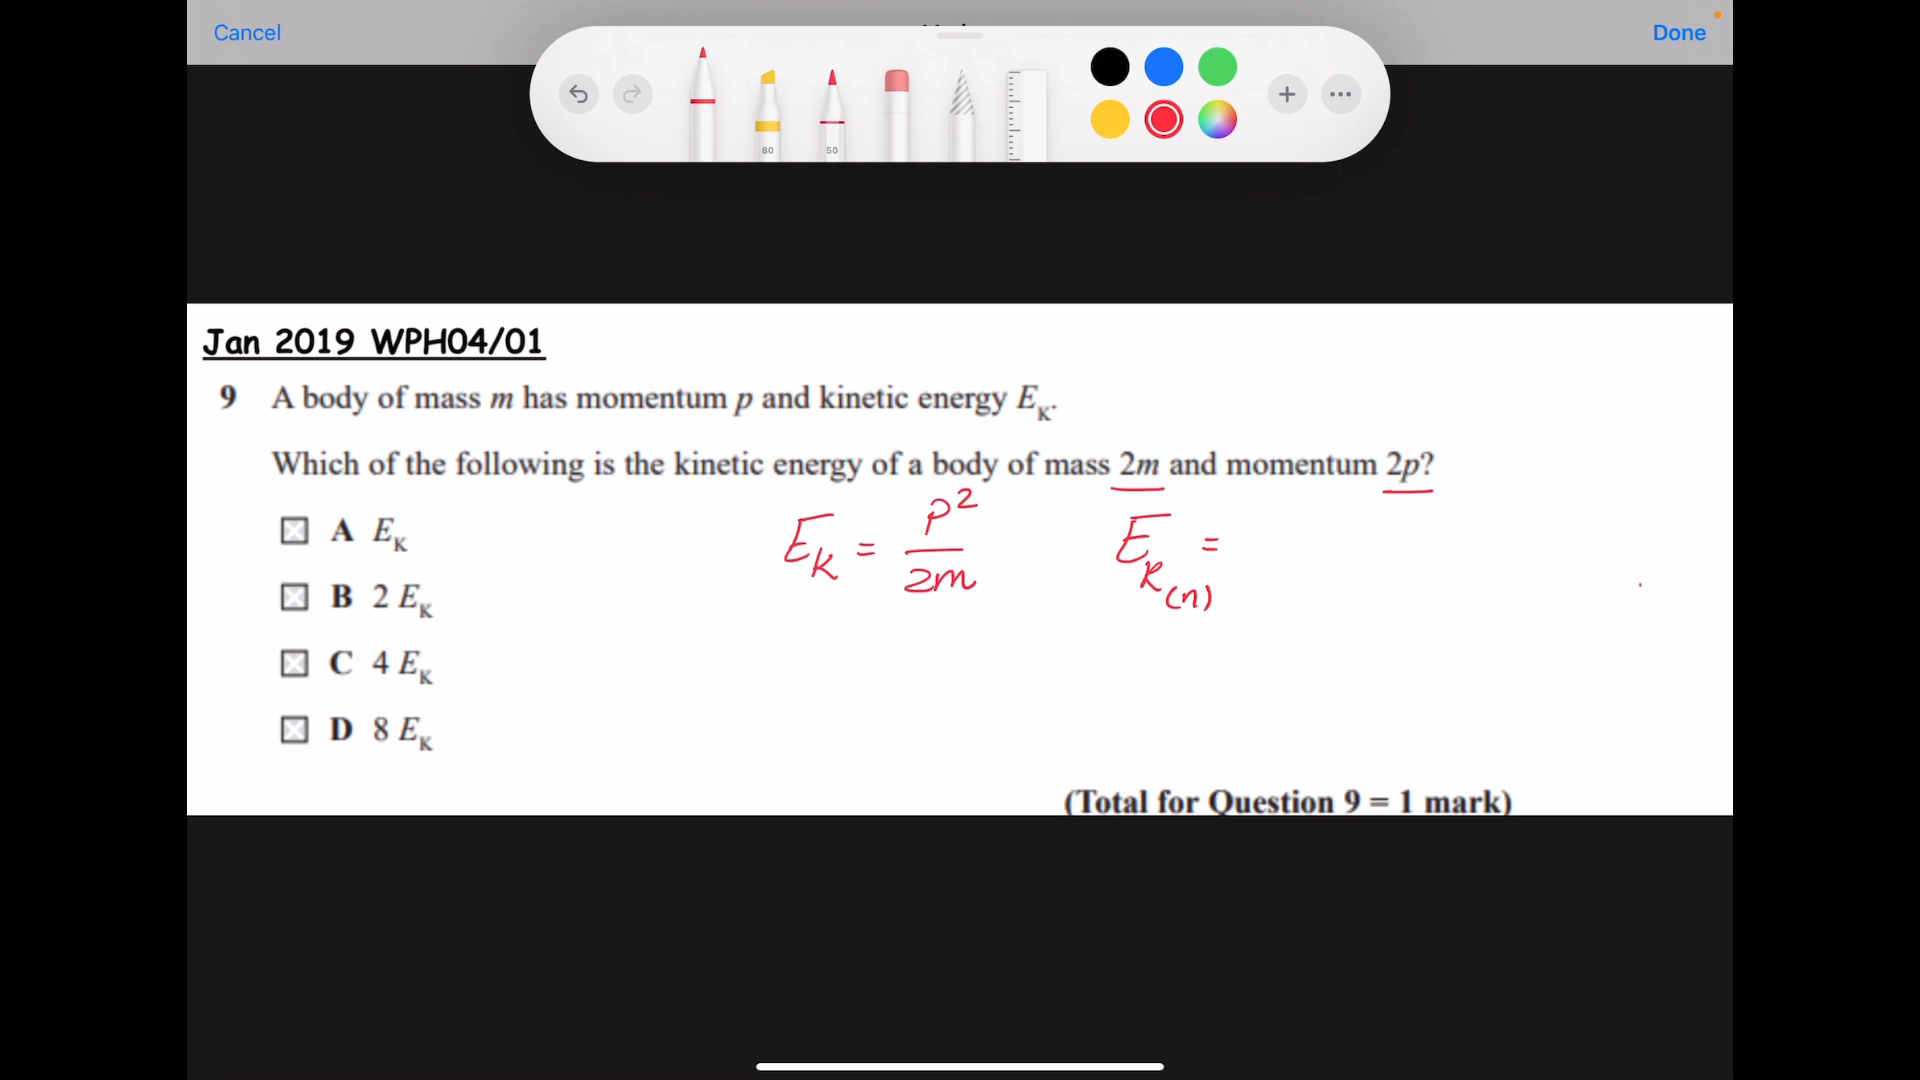 Cancel
Done
80
50
Jan 2019 WPH04/01
9 A body of mass m has momentum p and kinetic energy E_K.
Which of the following is the kinetic energy of a body of mass 2m and momentum 2p?
E_K = P²/2m E_K(n) =
A E_K
B 2 E_K
C 4 E_K
D 8 E_K
(Total for Question 9 = 1 mark)